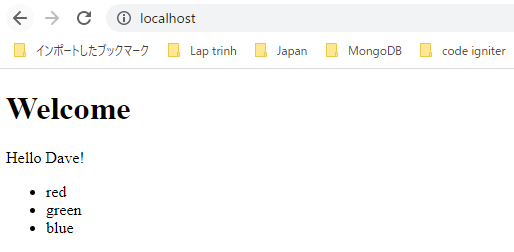 localhost
インポートしたブックマーク Lap trinh Japan MongoDB code igniter
Welcome
Hello Dave!
red
green
blue